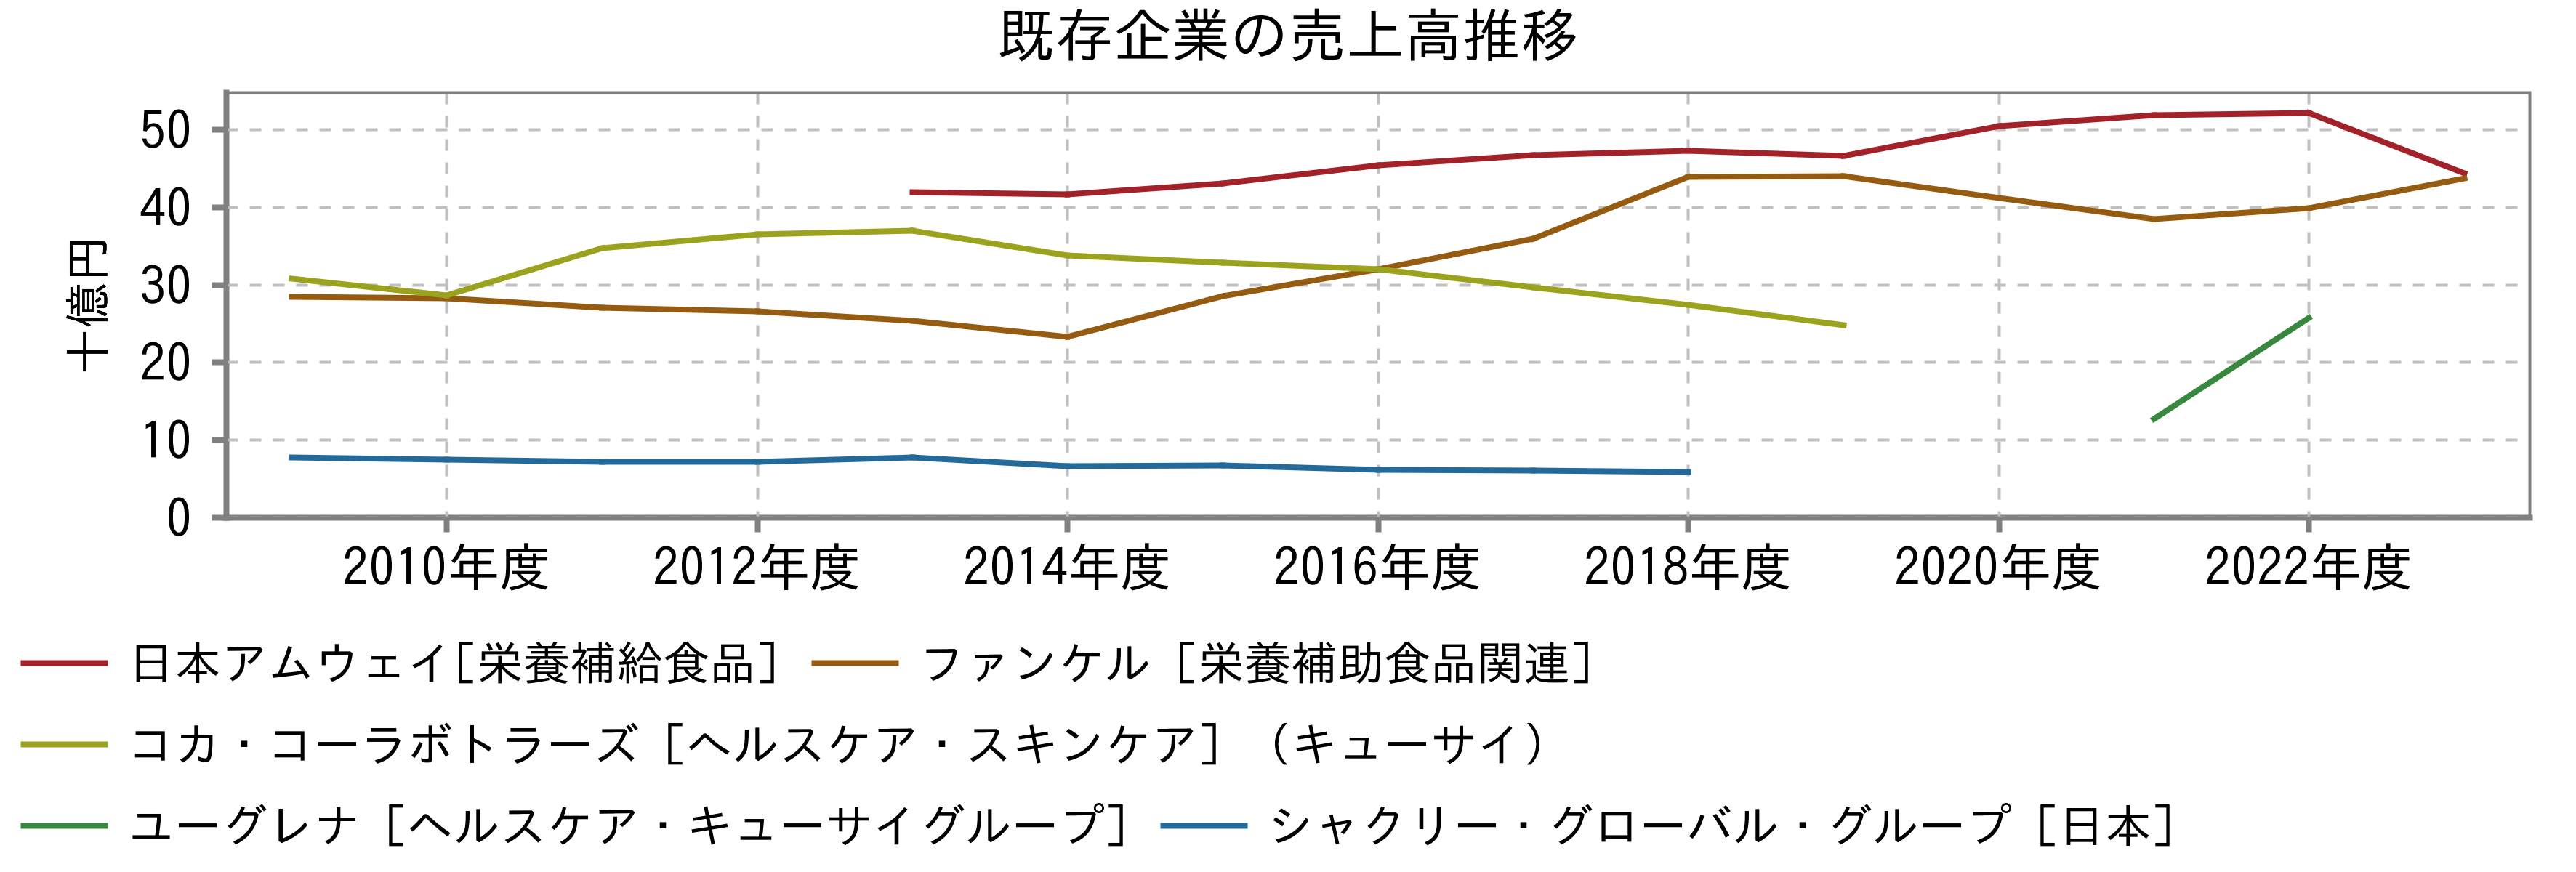 既存企業の売上高推移
十億円
50
40
30
20
10
0
2010年度 2012年度 2014年度 2016年度 2018年度 2020年度 2022年度
日本アムウェイ[栄養補給食品] ファンケル［栄養補助食品関連］
コカ・コーラボトラーズ［ヘルスケア・スキンケア］（キューサイ）
ユーグレナ［ヘルスケア・キューサイグループ］ シャクリー・グローバル・グループ［日本］